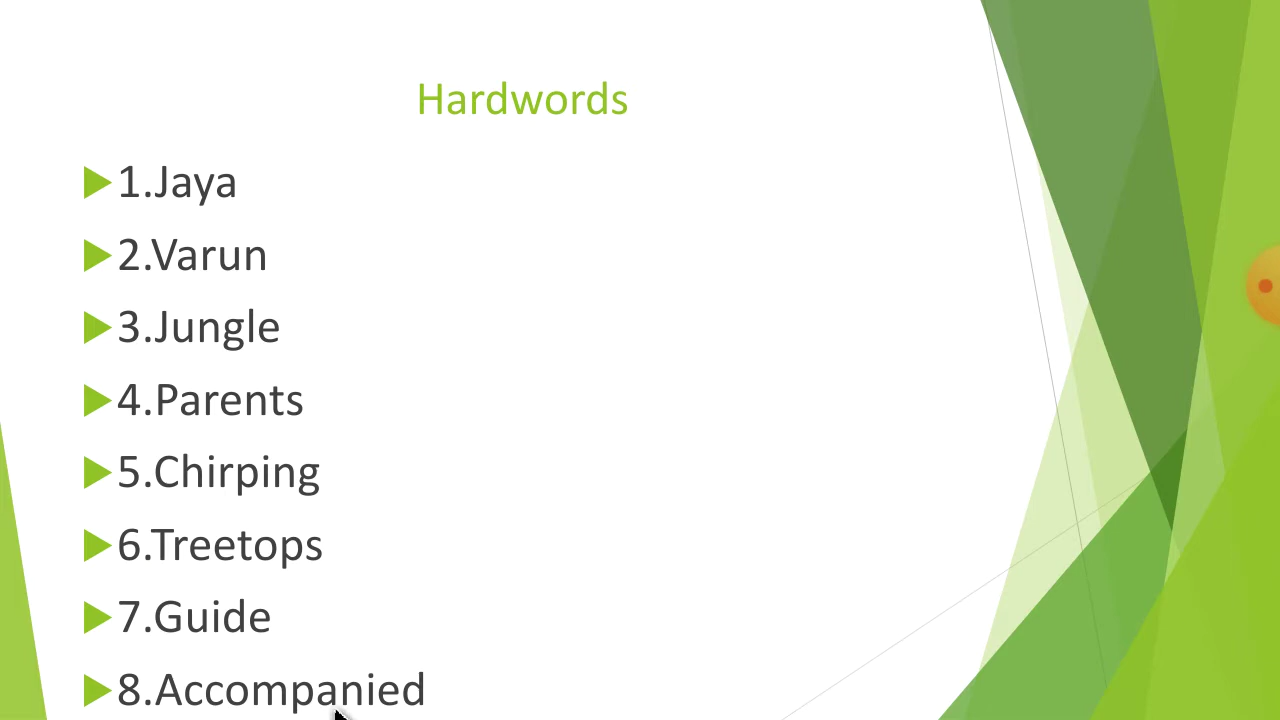 Hardwords
1.Jaya
2.Varun
3.Jungle
4.Parents
5.Chirping
6.Treetops
7.Guide
8.Accompanied